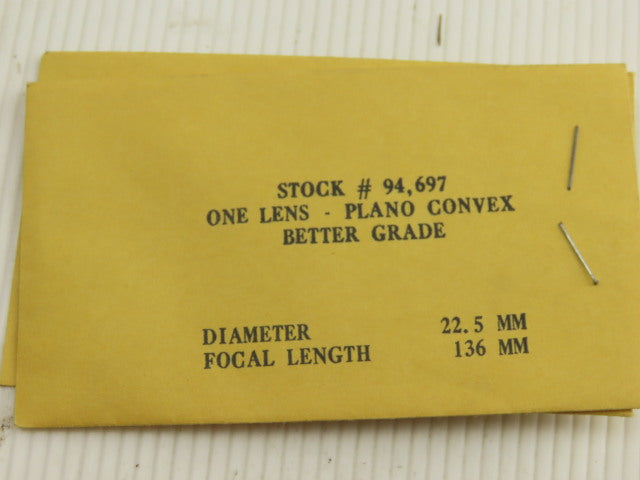 STOCK # 94,697
ONE LENS - PLANO CONVEX
BETTER GRADE
DIAMETER 22.5 MM
FOCAL LENGTH 136 MM